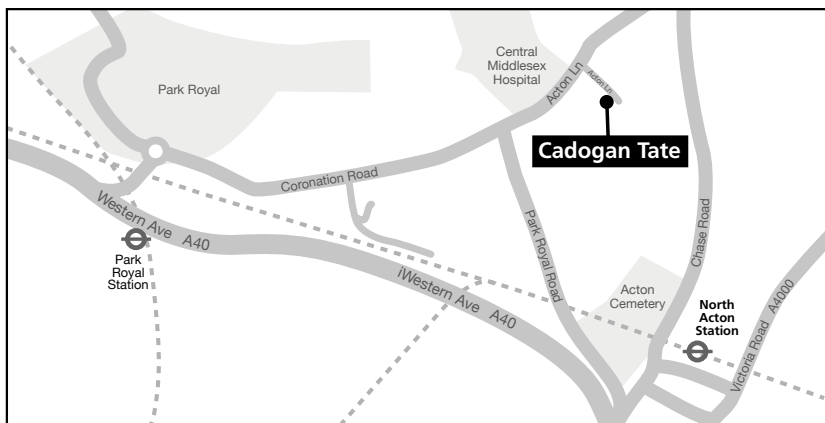 Park Royal
Central
Middlesex
Hospital
Acton Ln
Acton Ln
Cadogan Tate
Coronation Road
Western Ave A40
Park
Royal
Station
iWestern Ave A40
Park Royal Road
Chase Road
Acton
Cemetery
North
Acton
Station
Victoria Road A4000